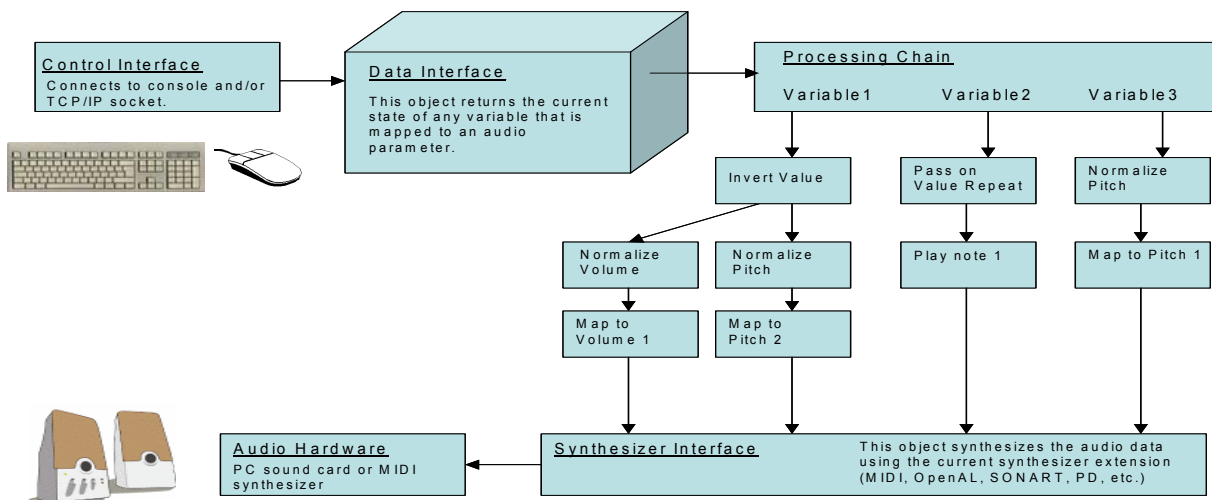 Control Interface
Connects to console and/or
TCP/IP socket.
Data Interface
This object returns the current
state of any variable that is
mapped to an audio
parameter.
Processing Chain
Variable1
Variable2
Variable3
Invert Value
Pass on
Value Repeat
Normalize
Pitch
Normalize
Volume
Normalize
Pitch
Play note 1
Map to Pitch 1
Map to
Volume 1
Map to
Pitch 2
Audio Hardware
PC sound card or MIDI
synthesizer
Synthesizer Interface
This object synthesizes the audio data
using the current synthesizer extension
(MIDI, OpenAL, SONART, PD, etc.)